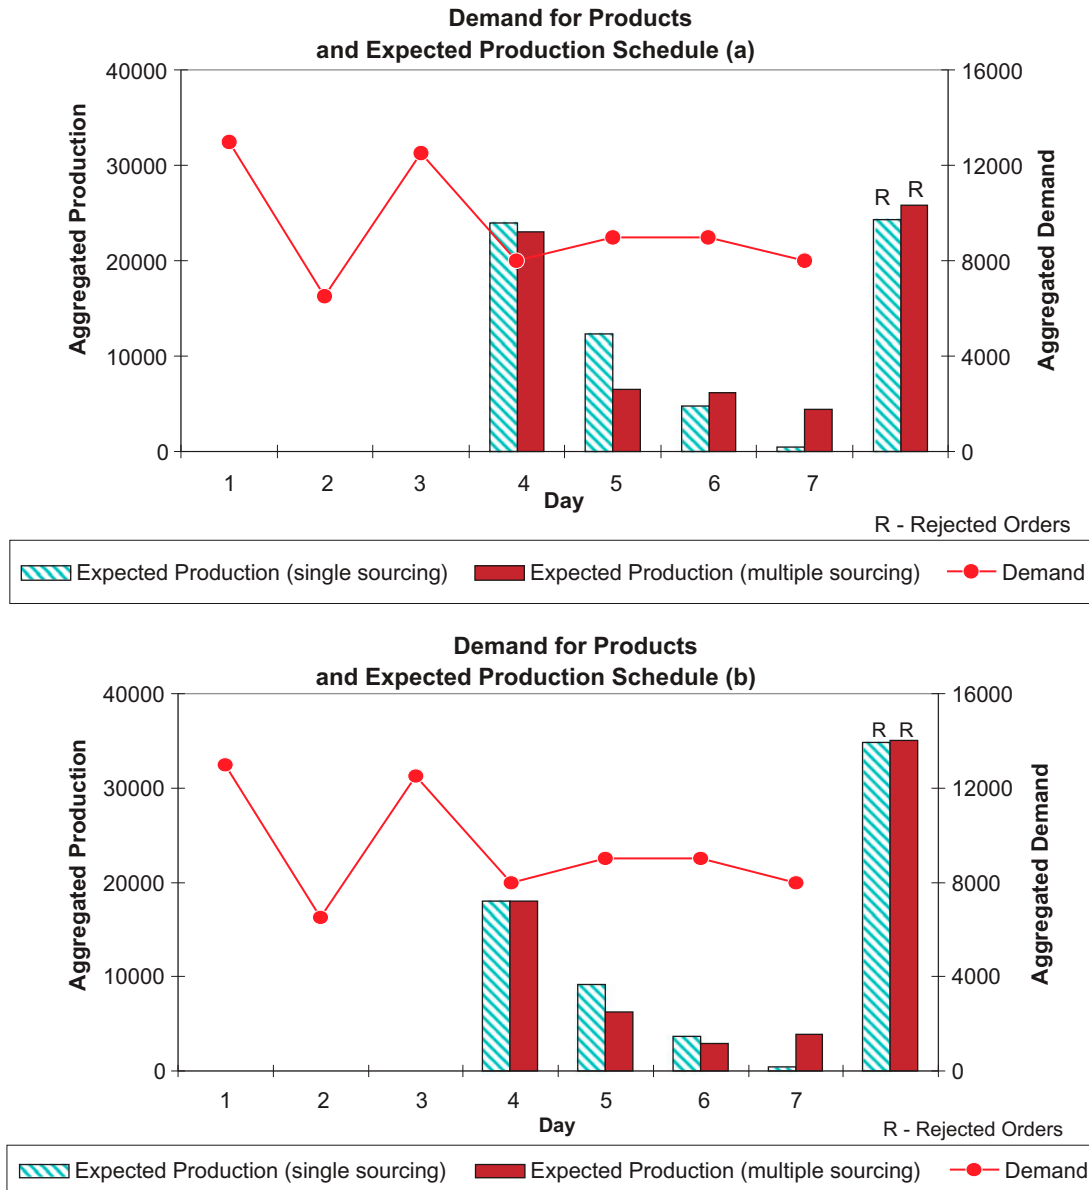 Demand for Products
and Expected Production Schedule (a)
40000
30000
20000
10000
0
Aggregated Production
16000
12000
8000
4000
0
Aggregated Demand
R R
1 2 3 4 5 6 7
Day
R - Rejected Orders
Expected Production (single sourcing) Expected Production (multiple sourcing) Demand
Demand for Products
and Expected Production Schedule (b)
40000
30000
20000
10000
0
Aggregated Production
16000
12000
8000
4000
0
Aggregated Demand
R R
1 2 3 4 5 6 7
Day
R - Rejected Orders
Expected Production (single sourcing) Expected Production (multiple sourcing) Demand